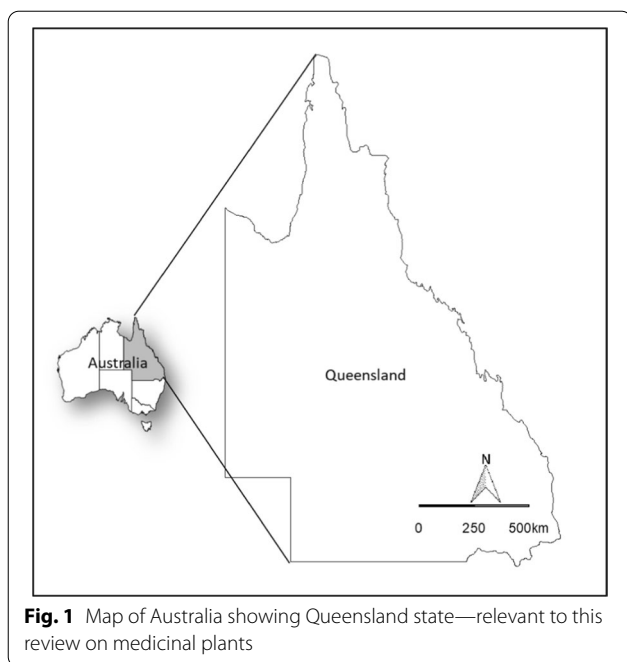 Australia
Queensland
N
0 250 500km
Fig. 1 Map of Australia showing Queensland state—relevant to this
review on medicinal plants